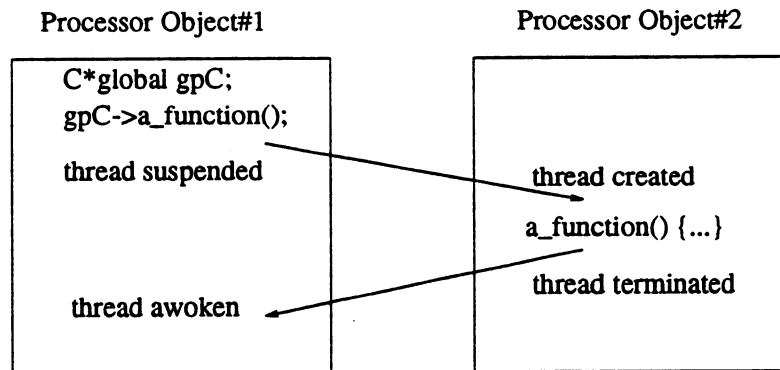 Processor Object#1
Processor Object#2
C*global gpC;
gpC->a_function();
thread suspended
thread awoken
thread created
a_function() {...}
thread terminated